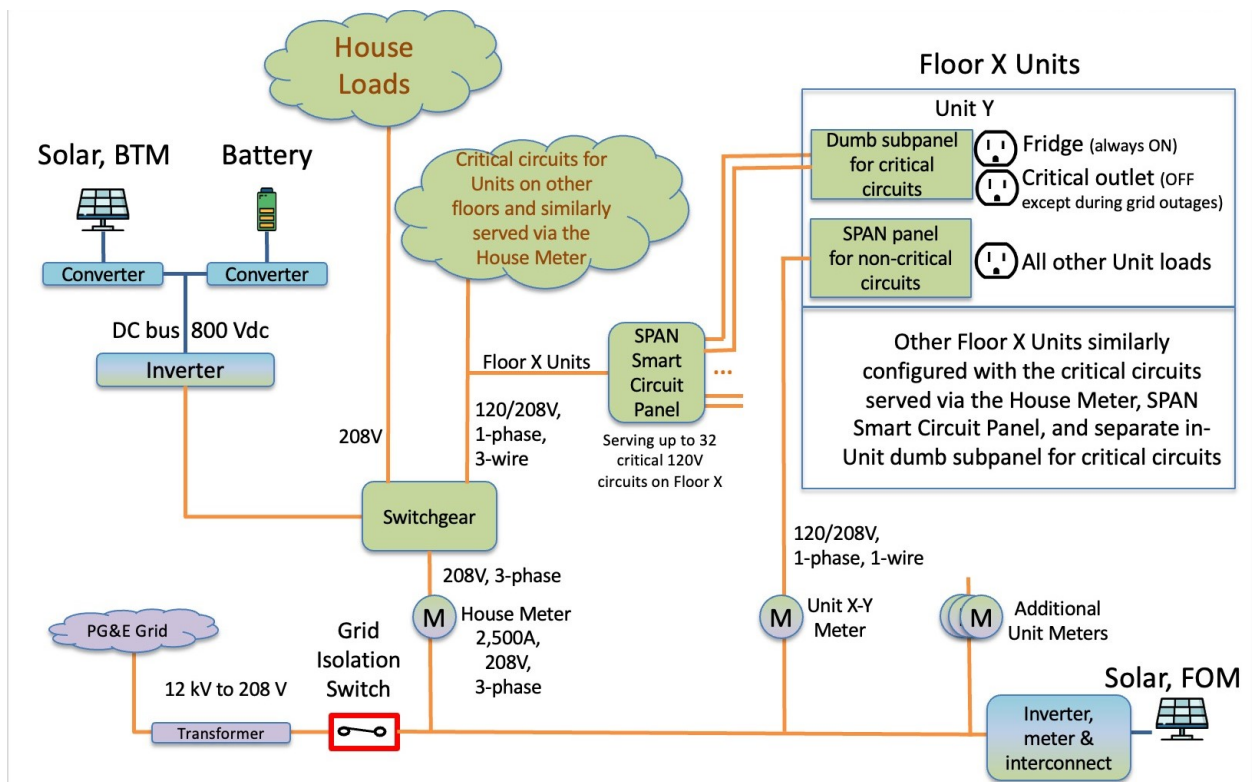 House
Loads
Floor X Units
Unit Y
Solar, BTM
Battery
Critical circuits for
Units on other
floors and similarly
served via the
House Meter
Dumb subpanel
for critical
circuits
Fridge (always ON)
Critical outlet (OFF
except during grid outages)
SPAN panel
for non-critical
circuits
All other Unit loads
Converter
Converter
DC bus 800 Vdc
Inverter
Floor X Units
SPAN
Smart
Circuit
Panel
...
Serving up to 32
critical 120V
circuits on Floor X
Other Floor X Units similarly
configured with the critical circuits
served via the House Meter, SPAN
Smart Circuit Panel, and separate in-
Unit dumb subpanel for critical circuits
208V
120/208V,
1-phase,
3-wire
Switchgear
208V, 3-phase
120/208V,
1-phase, 1-wire
M
House Meter
2,500A,
208V,
3-phase
M
Unit X-Y
Meter
M
Additional
Unit Meters
PG&E Grid
12 kV to 208 V
Transformer
Grid
Isolation
Switch
Inverter,
meter &
interconnect
Solar, FOM